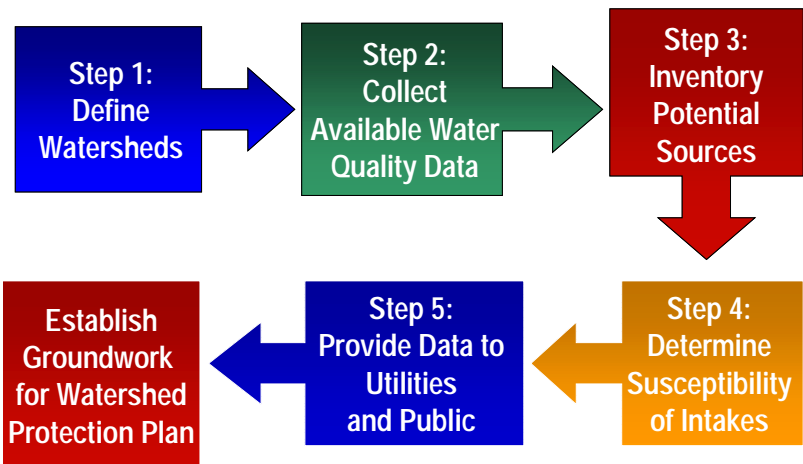 Step 1:
Define
Watersheds
Step 2:
Collect
Available Water
Quality Data
Step 3:
Inventory
Potential
Sources
Step 4:
Determine
Susceptibility
of Intakes
Step 5:
Provide Data to
Utilities
and Public
Establish
Groundwork
for Watershed
Protection Plan